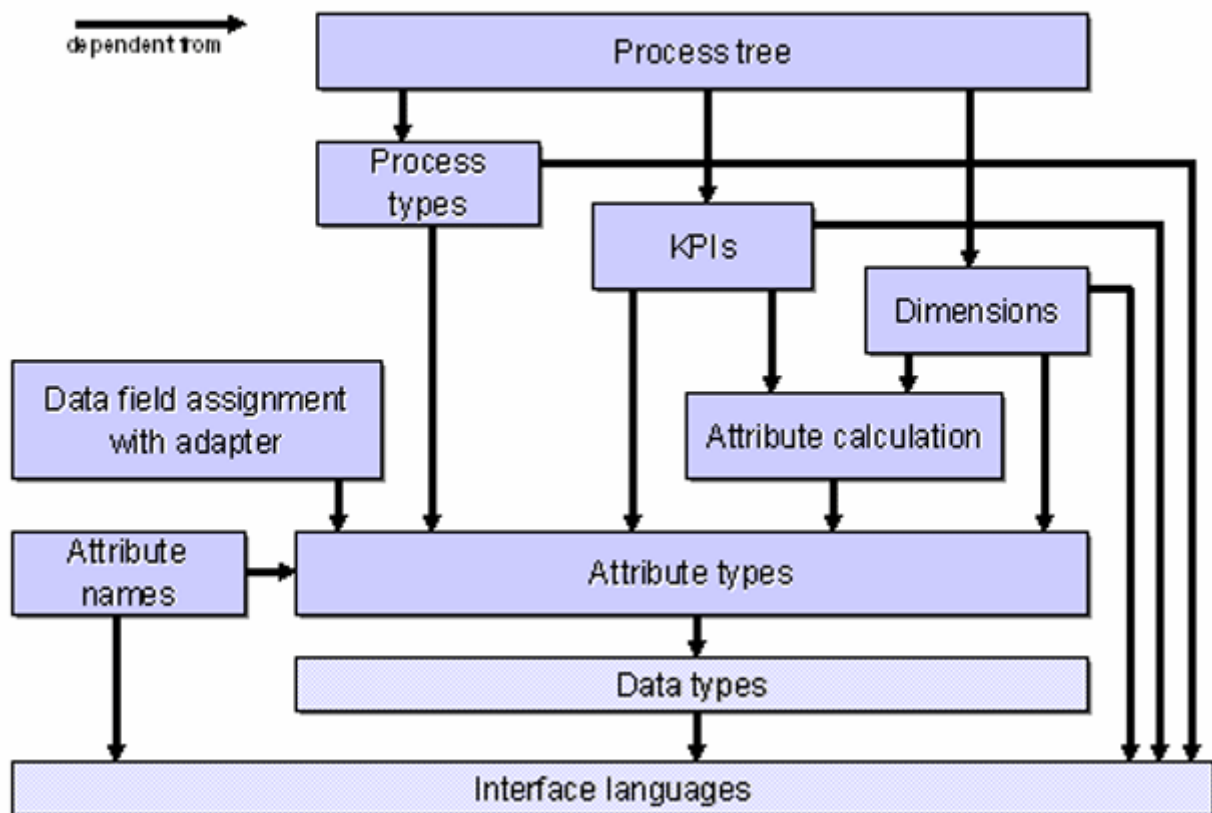 dependent from
Process tree
Process
types
KPIs
Dimensions
Data field assignment
with adapter
Attribute calculation
Attribute
names
Attribute types
Data types
Interface languages